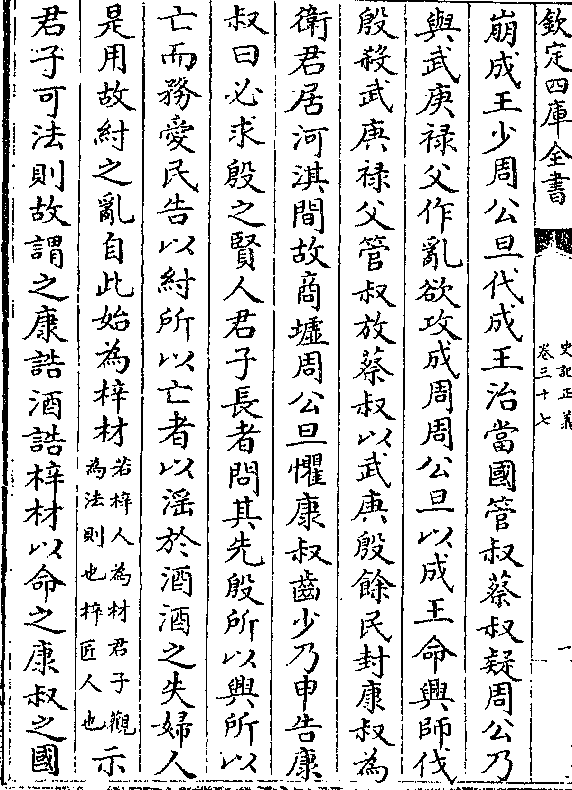 欽定四庫全書
史記正義
卷三十七
一
崩成王少周公旦代成王治當國管叔蔡叔疑周公乃
與武庚祿父作亂欲攻成周周公旦以成王命興師伐
殷殺武庚祿父管叔放蔡叔以武庚殷餘民封康叔為
衛君居河淇間故商墟周公旦懼康叔齒少乃申告康
叔曰必求殷之賢人君子長者問其先殷所以興所以
亡而務愛民告以紂所以亡者以淫於酒酒之失婦人
是用故紂之亂自此始為梓材若梓人為材君子觀為法則也梓匠人也示
君子可法則故謂之康誥酒誥梓材以命之康叔之國